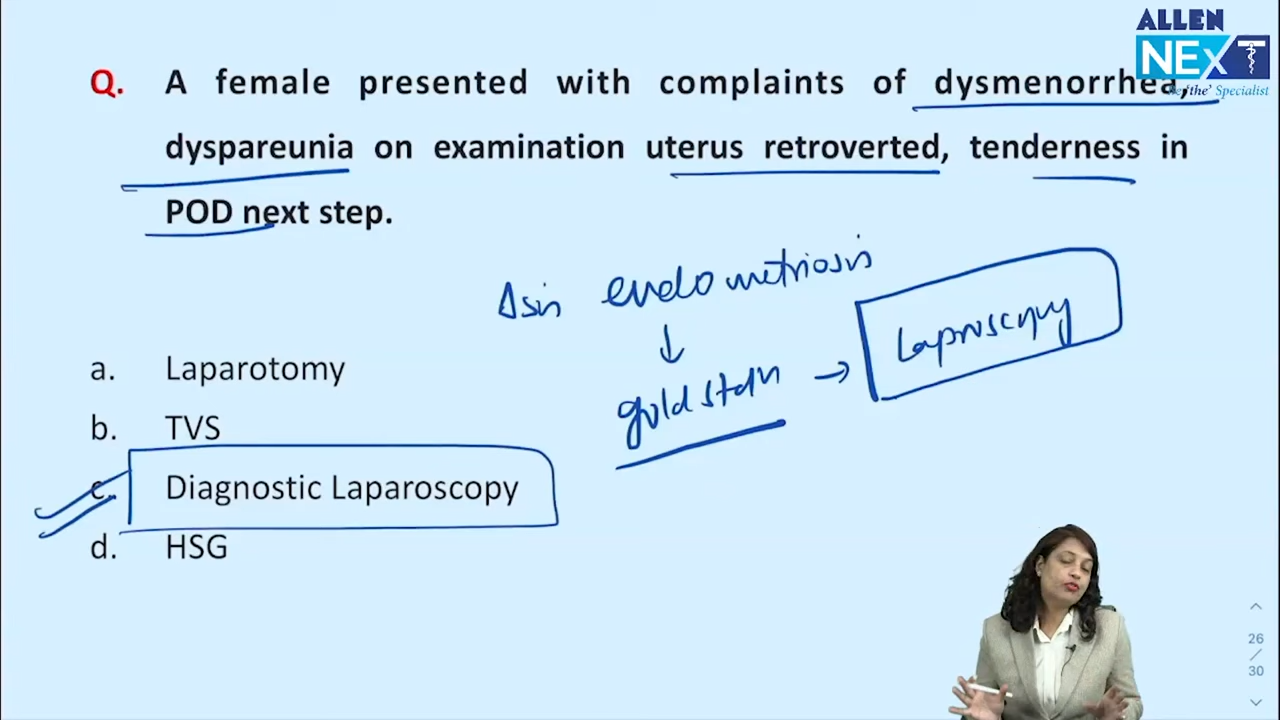 ALLEN
NEXT
Be 'the' Specialist
Q. A female presented with complaints of dysmenorrhea,
dyspareunia on examination uterus retroverted, tenderness in
POD next step.
Δsis endometriosis
↓
gold stdn → Laproscopy
a. Laparotomy
b. TVS
c. Diagnostic Laparoscopy
d. HSG
26
/
30